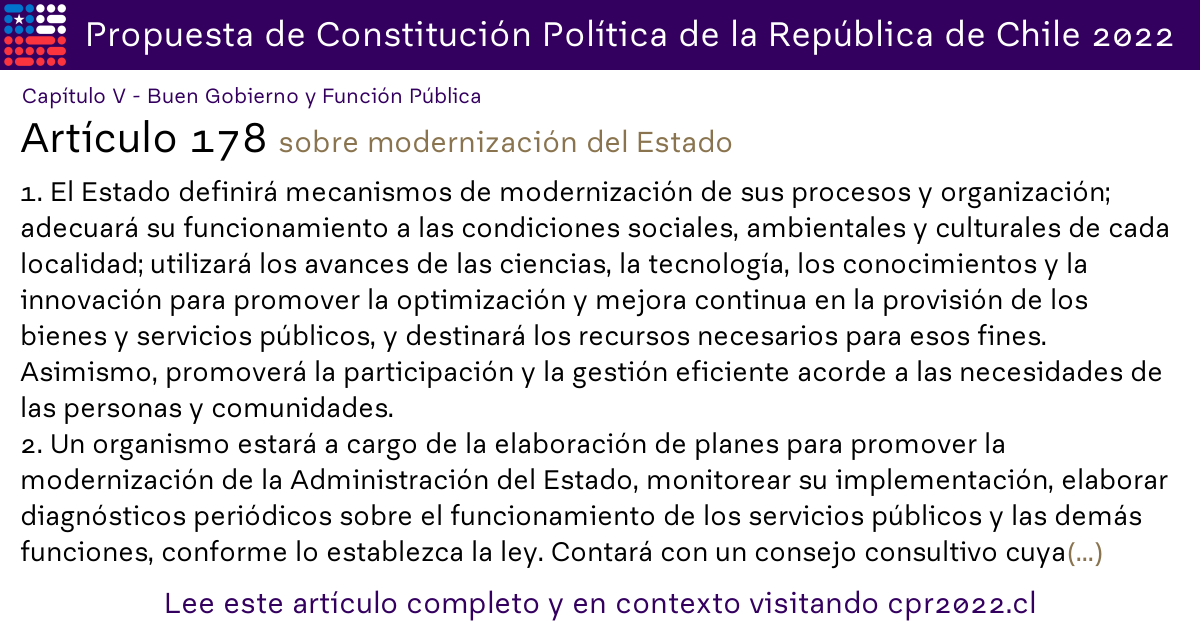 Propuesta de Constitución Política de la República de Chile 2022
Capítulo V - Buen Gobierno y Función Pública
Artículo 178 sobre modernización del Estado
1. El Estado definirá mecanismos de modernización de sus procesos y organización;
adecuará su funcionamiento a las condiciones sociales, ambientales y culturales de cada
localidad; utilizará los avances de las ciencias, la tecnología, los conocimientos y la
innovación para promover la optimización y mejora continua en la provisión de los
bienes y servicios públicos, y destinará los recursos necesarios para esos fines.
Asimismo, promoverá la participación y la gestión eficiente acorde a las necesidades de
las personas y comunidades.
2. Un organismo estará a cargo de la elaboración de planes para promover la
modernización de la Administración del Estado, monitorear su implementación, elaborar
diagnósticos periódicos sobre el funcionamiento de los servicios públicos y las demás
funciones, conforme lo establezca la ley. Contará con un consejo consultivo cuya(...)
Lee este artículo completo y en contexto visitando cpr2022.cl